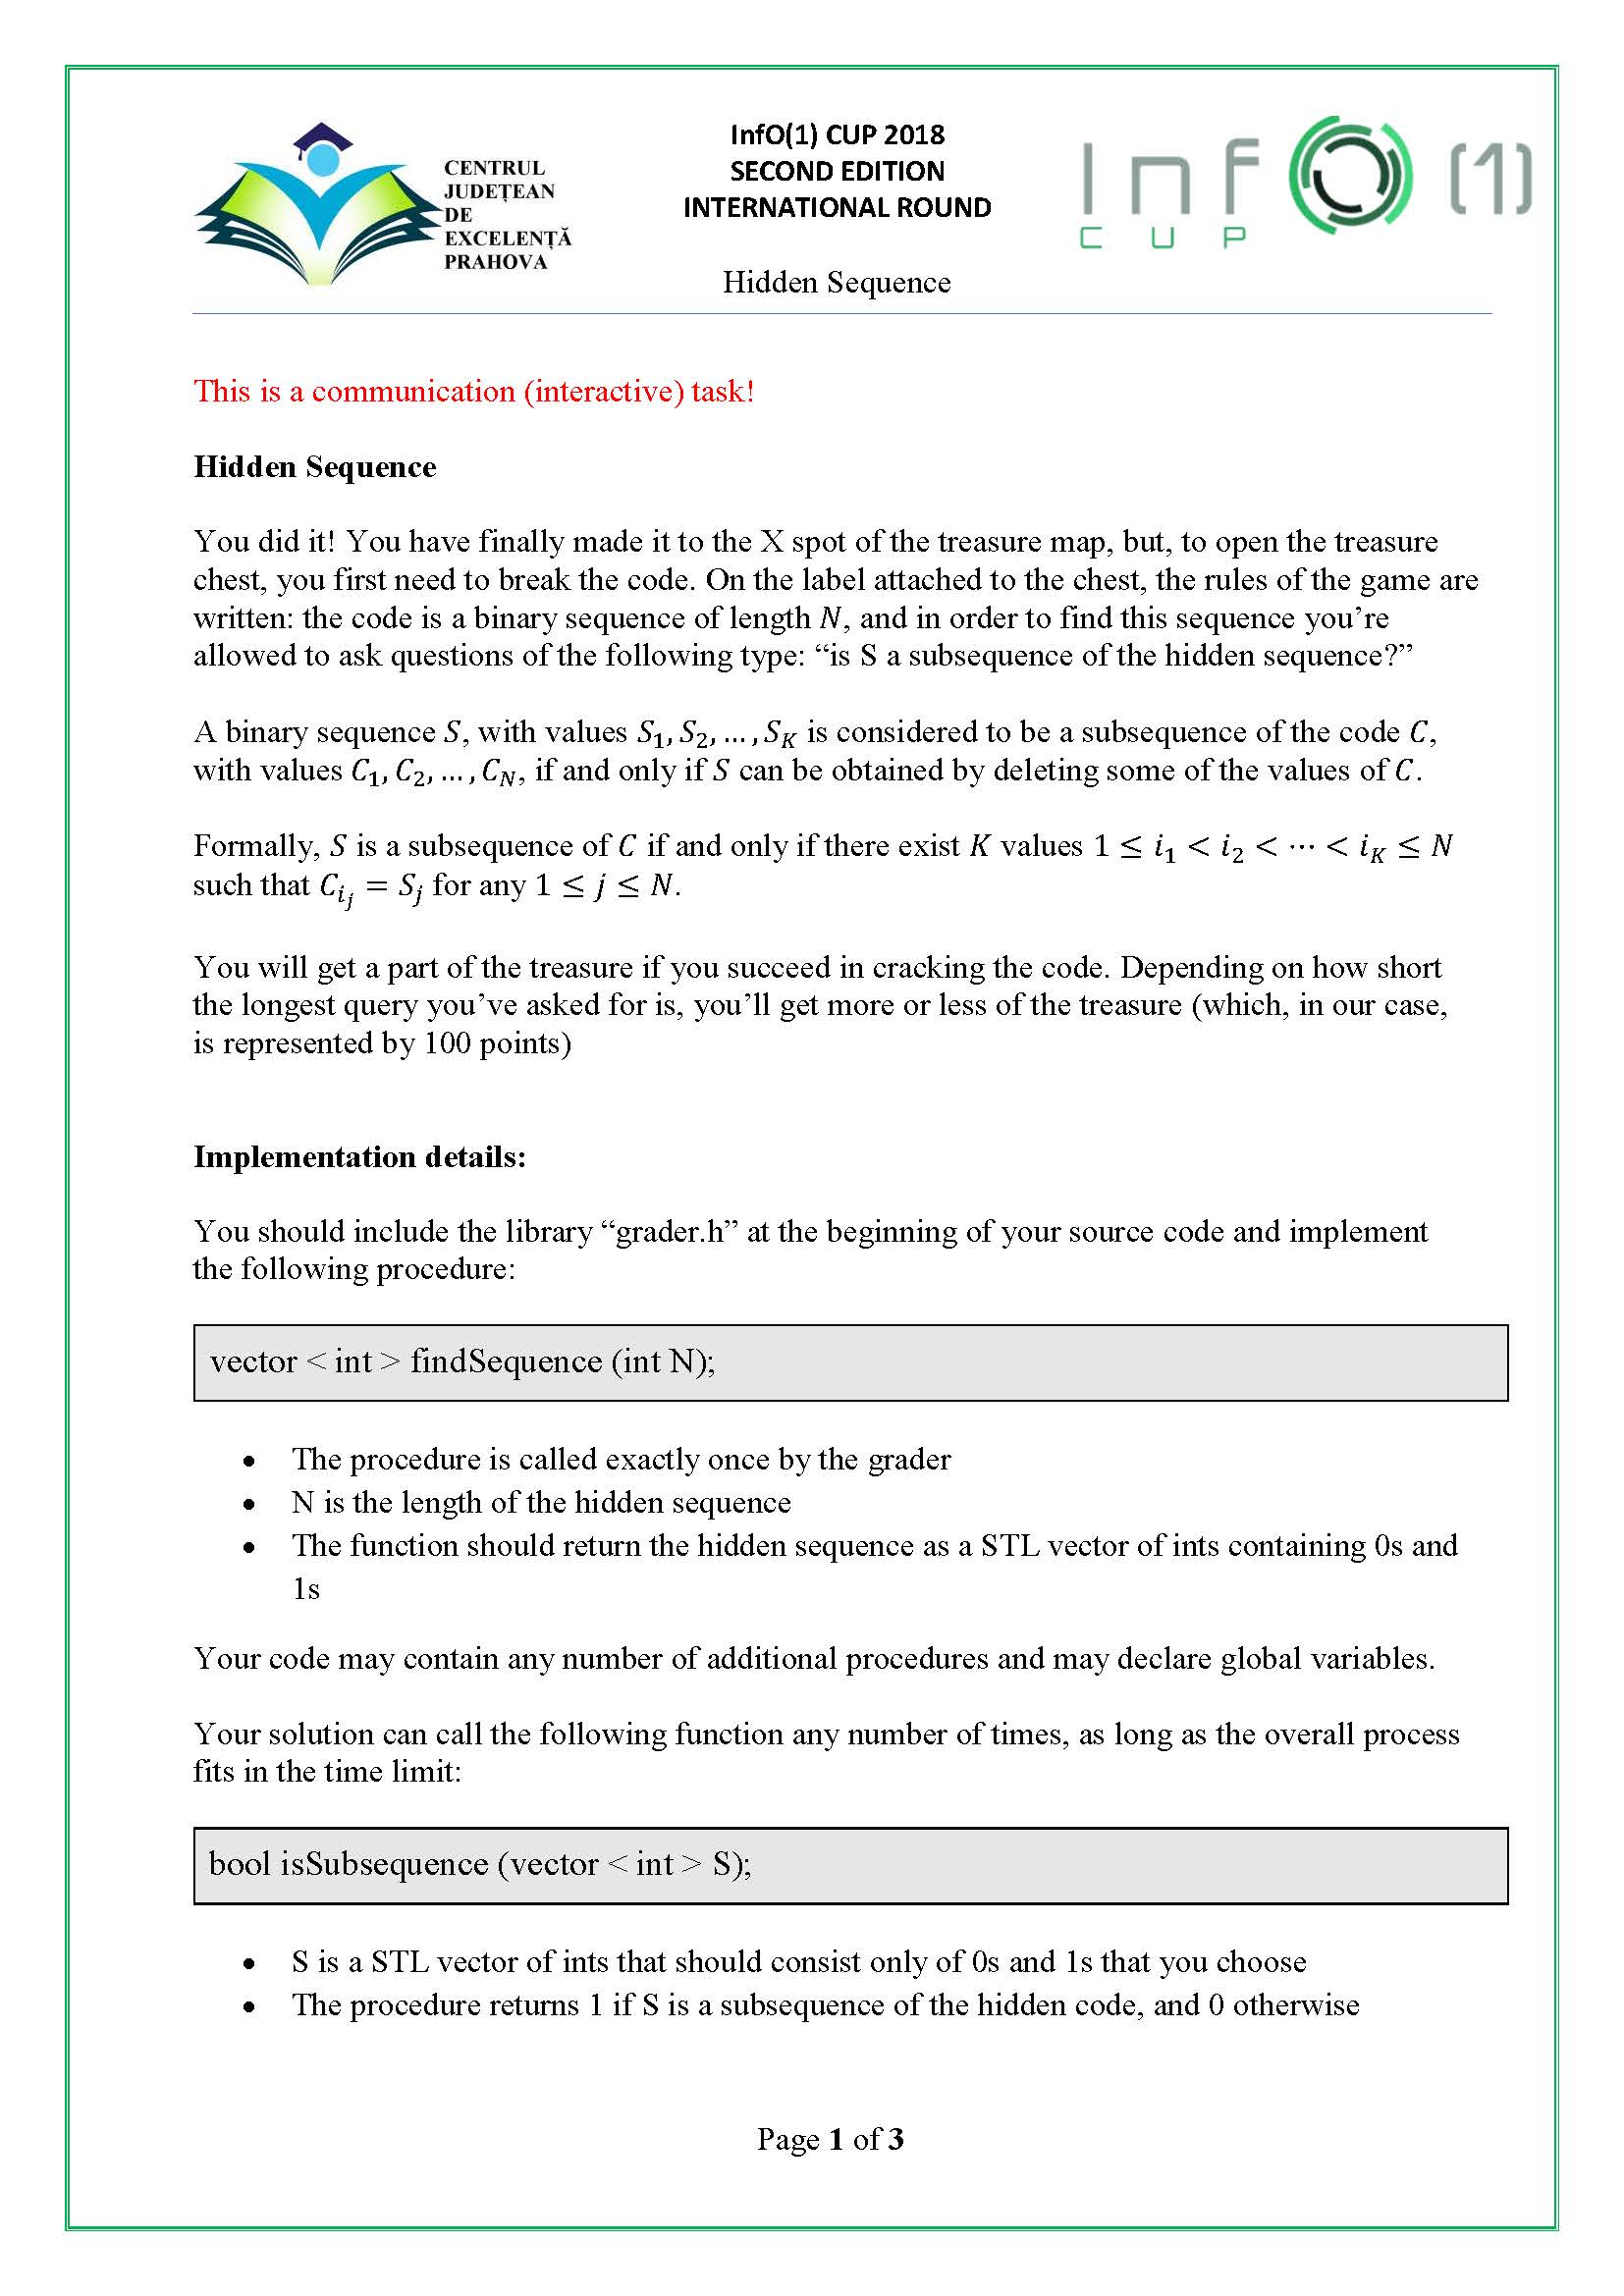 CENTRUL
JUDEȚEAN
DE
EXCELENȚĂ
PRAHOVA
InfO(1) CUP 2018
SECOND EDITION
INTERNATIONAL ROUND
Hidden Sequence
Inf O (1)
CUP
This is a communication (interactive) task!
Hidden Sequence
You did it! You have finally made it to the X spot of the treasure map, but, to open the treasure
chest, you first need to break the code. On the label attached to the chest, the rules of the game are
written: the code is a binary sequence of length N, and in order to find this sequence you’re
allowed to ask questions of the following type: “is S a subsequence of the hidden sequence?”
A binary sequence S, with values S₁, S₂, … , S_K is considered to be a subsequence of the code C,
with values C₁, C₂, … , C_N, if and only if S can be obtained by deleting some of the values of C.
Formally, S is a subsequence of C if and only if there exist K values 1 ≤ i₁ < i₂ < ⋯ < i_K ≤ N
such that C_{i_j} = S_j for any 1 ≤ j ≤ N.
You will get a part of the treasure if you succeed in cracking the code. Depending on how short
the longest query you’ve asked for is, you’ll get more or less of the treasure (which, in our case,
is represented by 100 points)
Implementation details:
You should include the library “grader.h” at the beginning of your source code and implement
the following procedure:
vector < int > findSequence (int N);
• The procedure is called exactly once by the grader
• N is the length of the hidden sequence
• The function should return the hidden sequence as a STL vector of ints containing 0s and
1s
Your code may contain any number of additional procedures and may declare global variables.
Your solution can call the following function any number of times, as long as the overall process
fits in the time limit:
bool isSubsequence (vector < int > S);
• S is a STL vector of ints that should consist only of 0s and 1s that you choose
• The procedure returns 1 if S is a subsequence of the hidden code, and 0 otherwise
Page 1 of 3